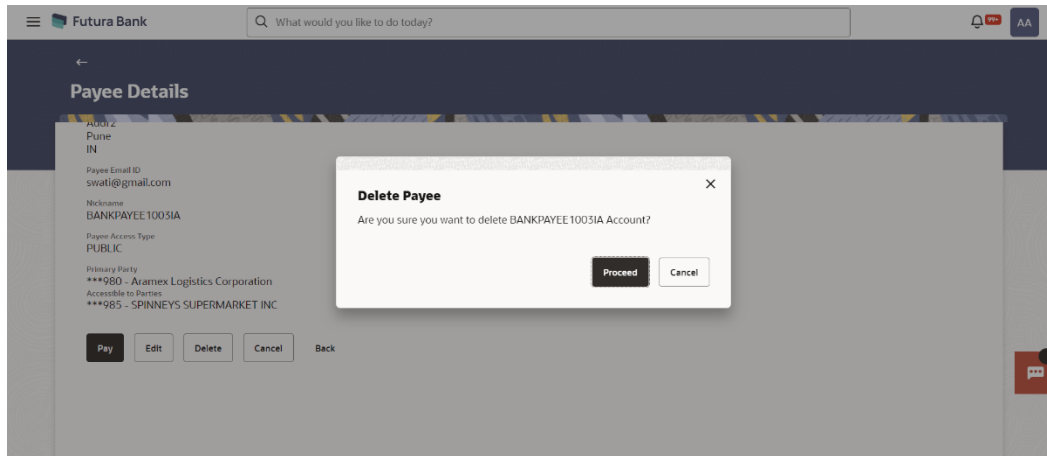 Futura Bank
What would you like to do today?
99+
AA
Payee Details
Addr2
Pune
IN
Payee Email ID
swati@gmail.com
Nickname
BANKPAYEE1003IA
Payee Access Type
PUBLIC
Primary Party
***980 - Aramex Logistics Corporation
Accessible to Parties
***985 - SPINNEYS SUPERMARKET INC
Pay Edit Delete Cancel Back
Delete Payee
Are you sure you want to delete BANKPAYEE1003IA Account?
Proceed Cancel